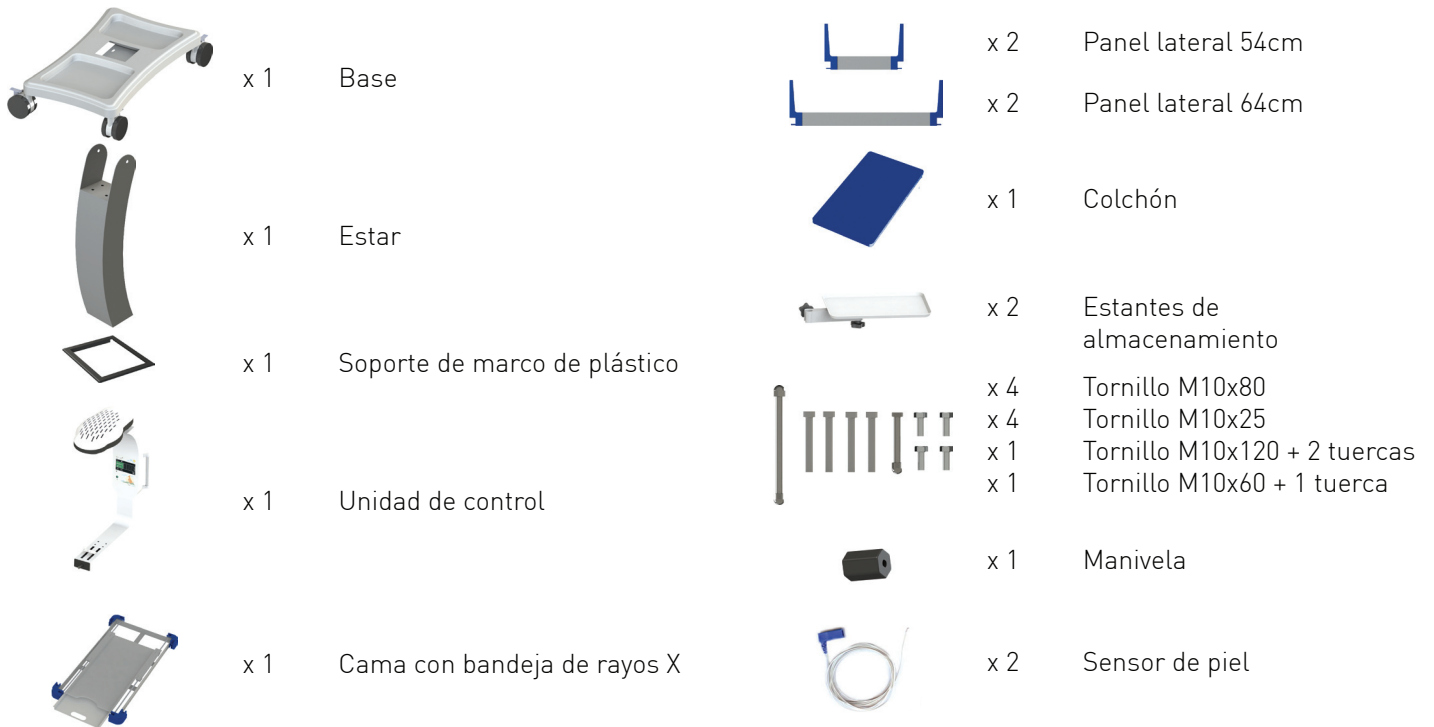 x 1 Base
x 1 Estar
x 1 Soporte de marco de plástico
x 1 Unidad de control
x 1 Cama con bandeja de rayos X
x 2 Panel lateral 54cm
x 2 Panel lateral 64cm
x 1 Colchón
x 2 Estantes de
almacenamiento
x 4 Tornillo M10x80
x 4 Tornillo M10x25
x 1 Tornillo M10x120 + 2 tuercas
x 1 Tornillo M10x60 + 1 tuerca
x 1 Manivela
x 2 Sensor de piel